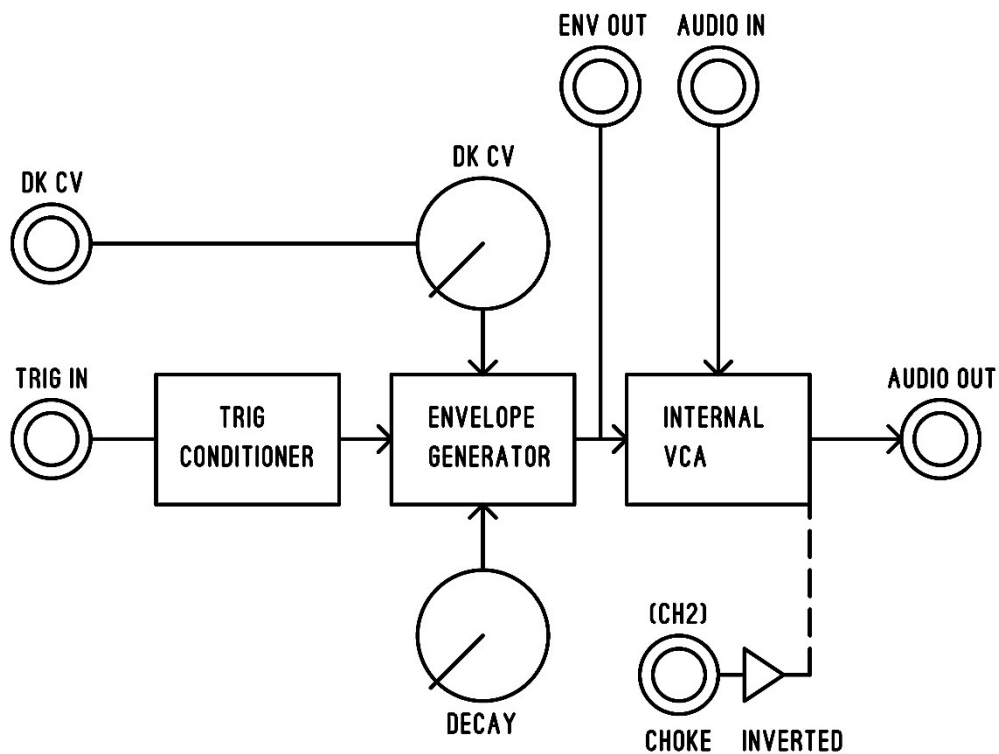 ENV OUT
AUDIO IN
DK CV
DK CV
TRIG IN
TRIG
CONDITIONER
ENVELOPE
GENERATOR
INTERNAL
VCA
AUDIO OUT
DECAY
(CH2)
CHOKE
INVERTED